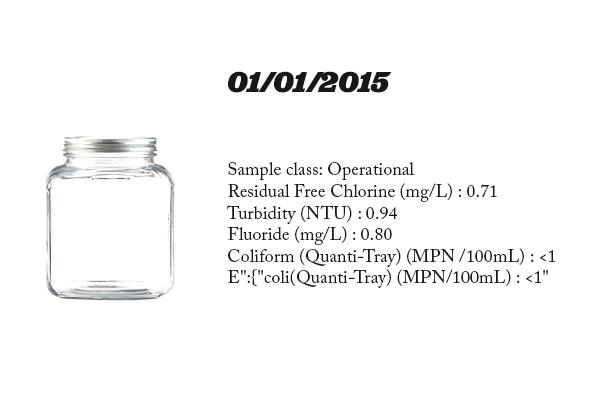 01/01/2015
Sample class: Operational
Residual Free Chlorine (mg/L) : 0.71
Turbidity (NTU) : 0.94
Fluoride (mg/L) : 0.80
Coliform (Quanti-Tray) (MPN /100mL) : <1
E":{"coli(Quanti-Tray) (MPN/100mL) : <1"